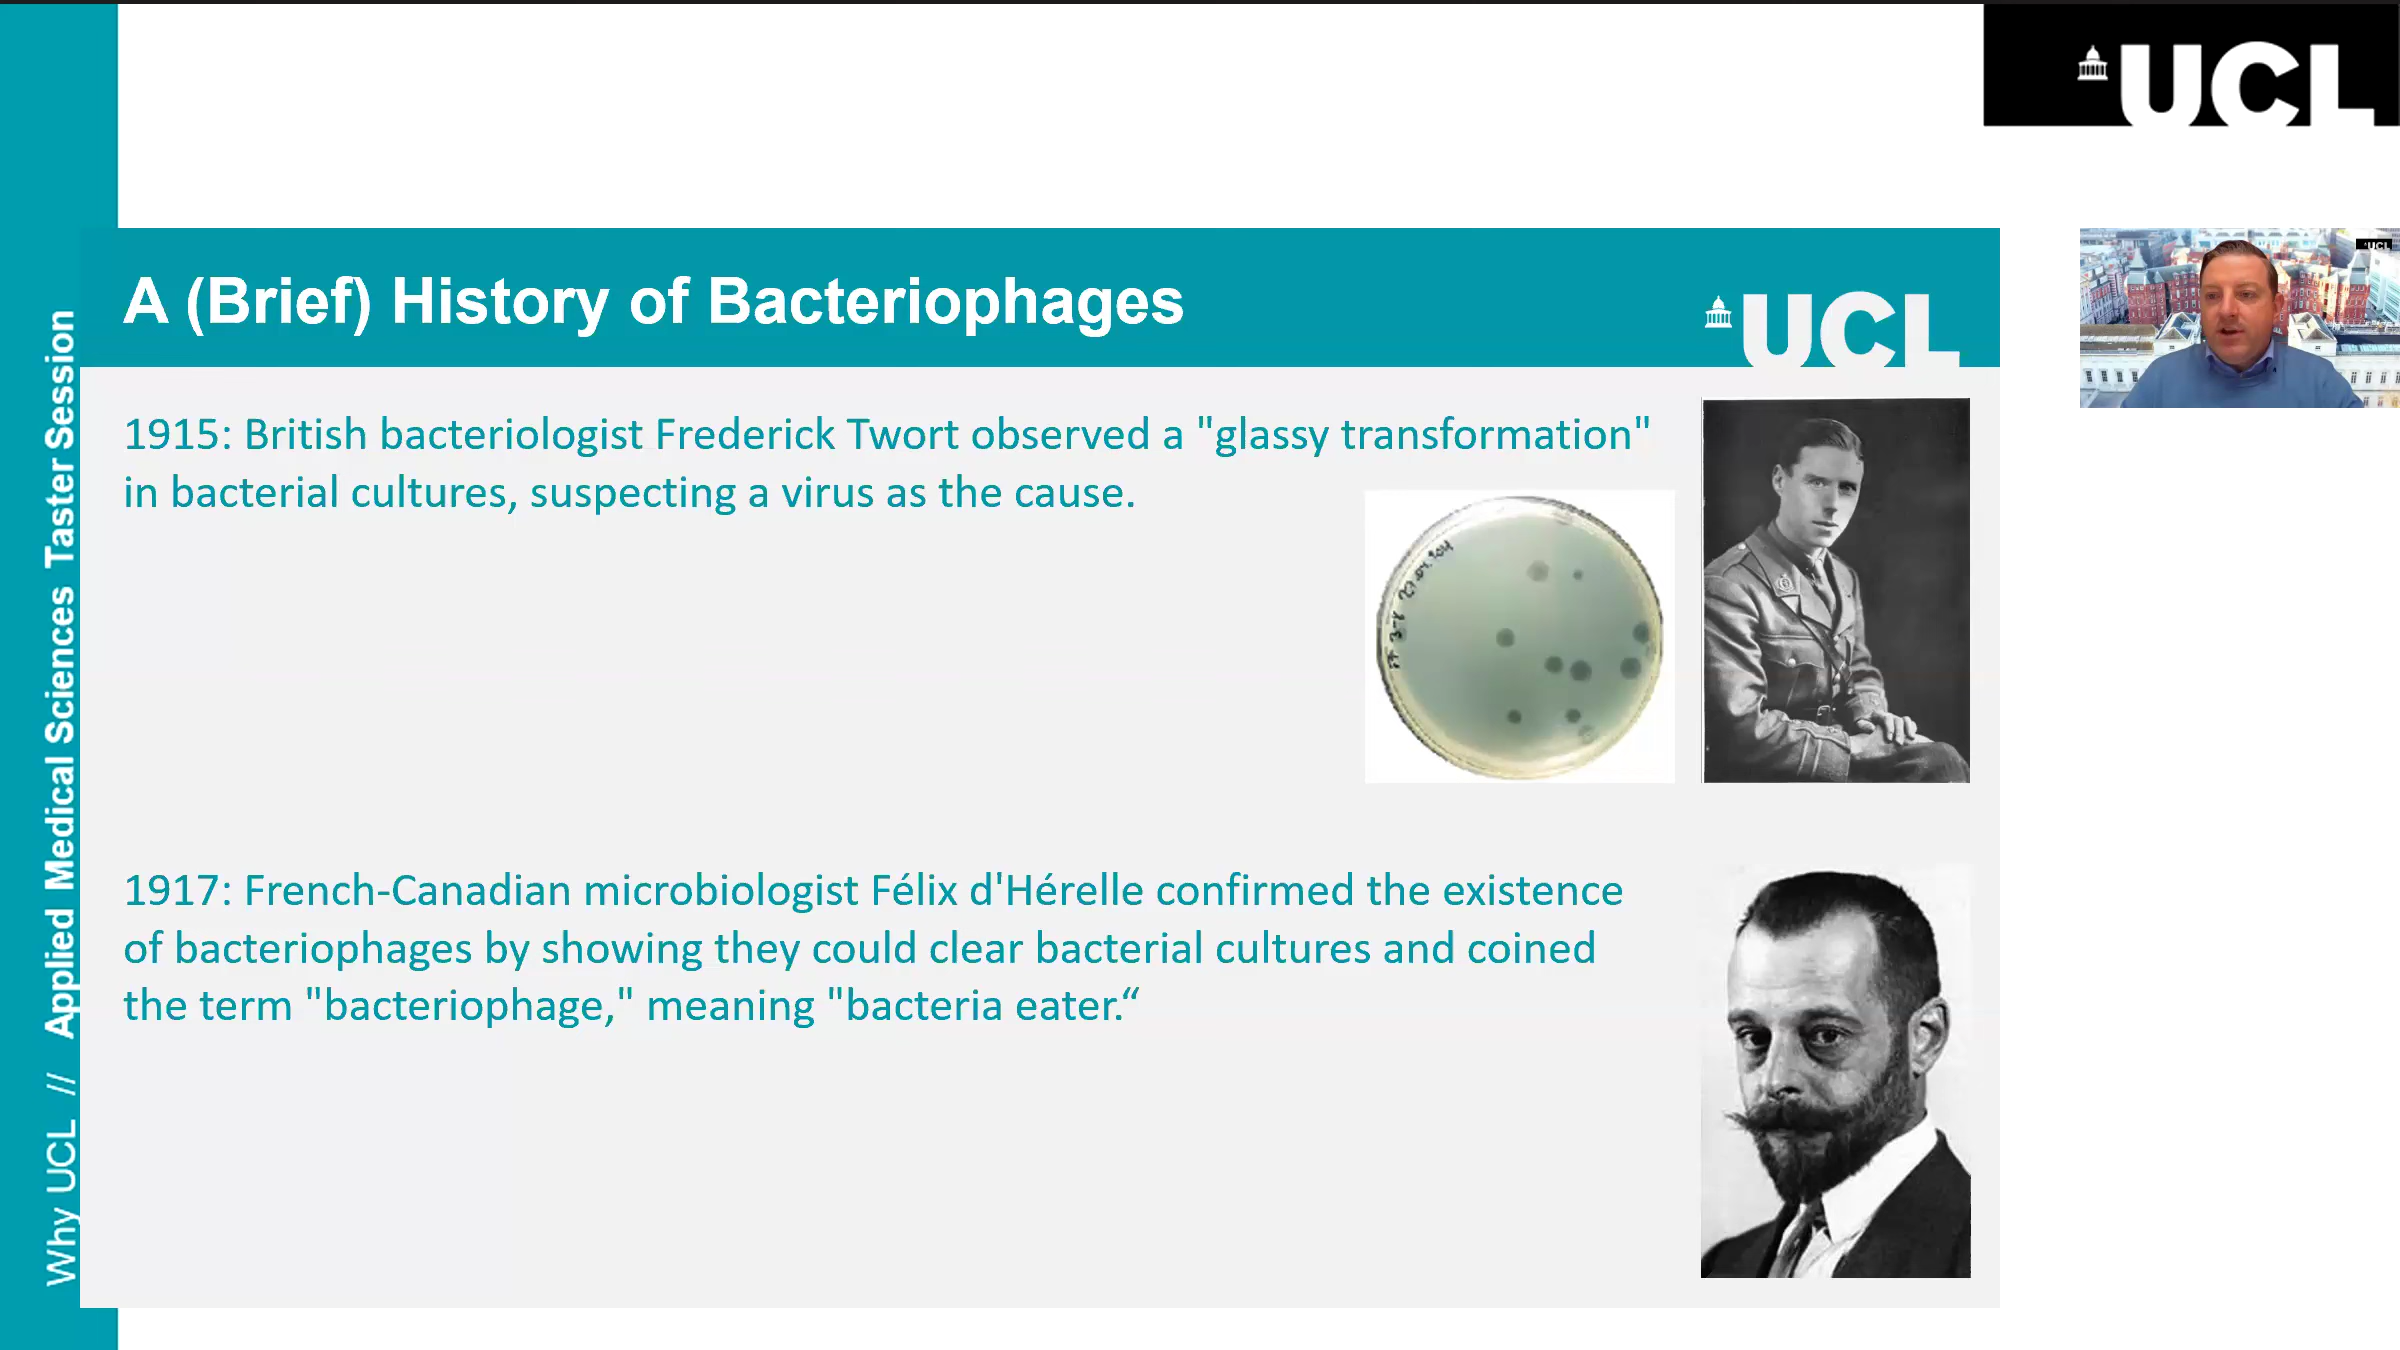 UCL
A (Brief) History of Bacteriophages
UCL
UCL
1915: British bacteriologist Frederick Twort observed a "glassy transformation"
in bacterial cultures, suspecting a virus as the cause.
1917: French-Canadian microbiologist Félix d'Hérelle confirmed the existence
of bacteriophages by showing they could clear bacterial cultures and coined
the term "bacteriophage," meaning "bacteria eater.“
Why UCL // Applied Medical Sciences Taster Session